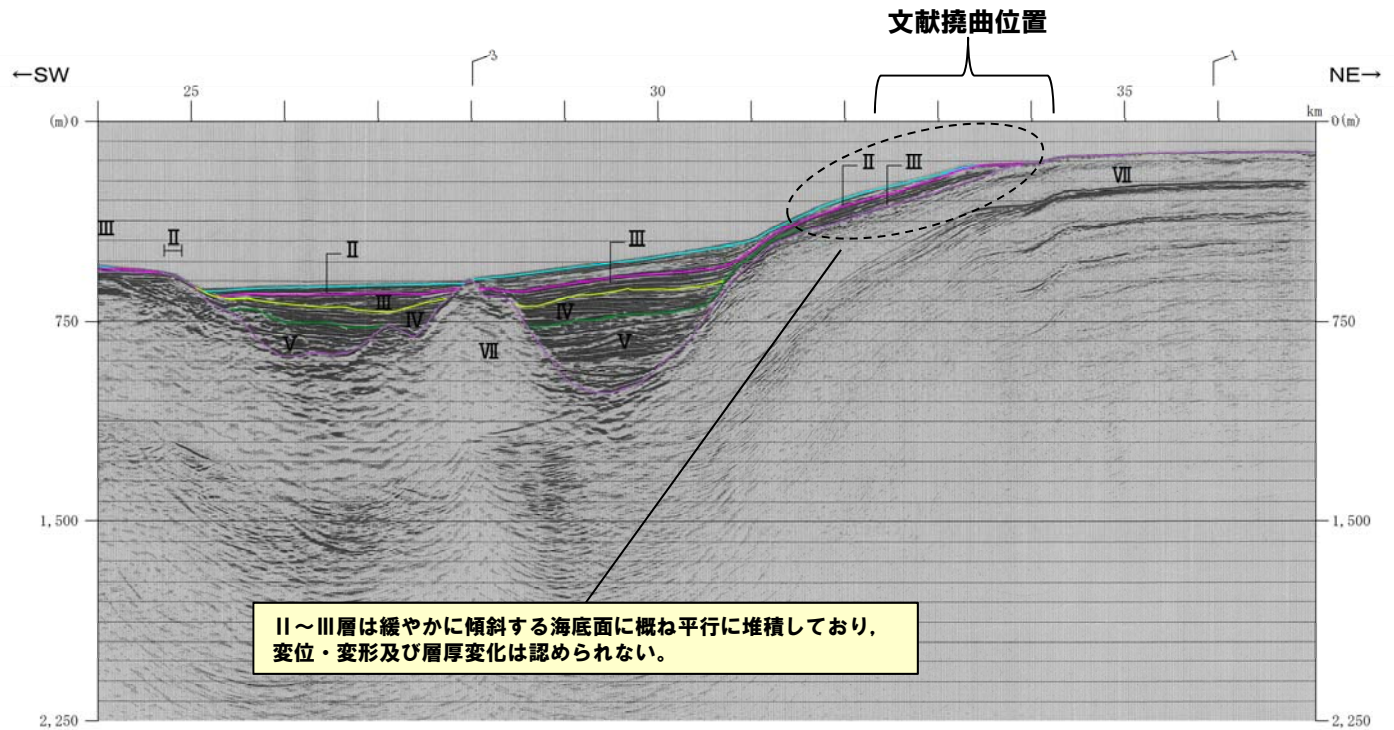 文献撓曲位置
3
1
←SW
NE→
25
30
35
km
(m) 0
0(m)
II
III
VII
III
II
II
III
III
IV
IV
V
V
VII
750
750
1,500
1,500
II～III層は緩やかに傾斜する海底面に概ね平行に堆積しており，
変位・変形及び層厚変化は認められない。
2,250
2,250